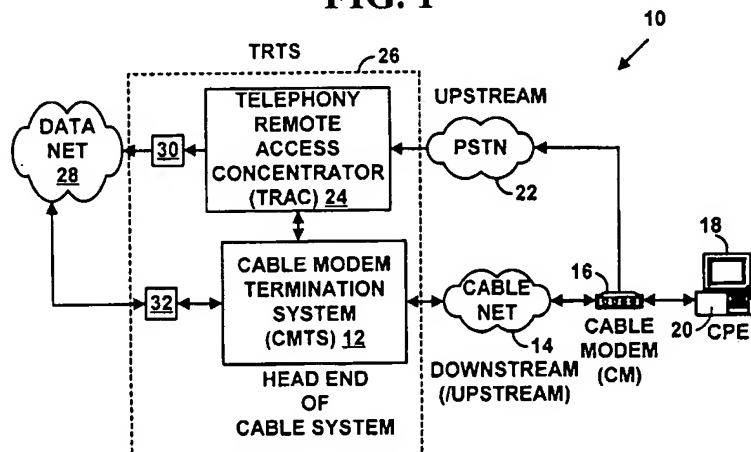 FIG. 1
10
TRTS
26
TELEPHONY
REMOTE
ACCESS
CONCENTRATOR
(TRAC) 24
UPSTREAM
PSTN
22
DATA
NET
28
30
32
CABLE MODEM
TERMINATION
SYSTEM
(CMTS) 12
CABLE
NET
14
16
CABLE
MODEM
(CM)
18
20
CPE
DOWNSTREAM
(/UPSTREAM)
HEAD END
OF
CABLE SYSTEM